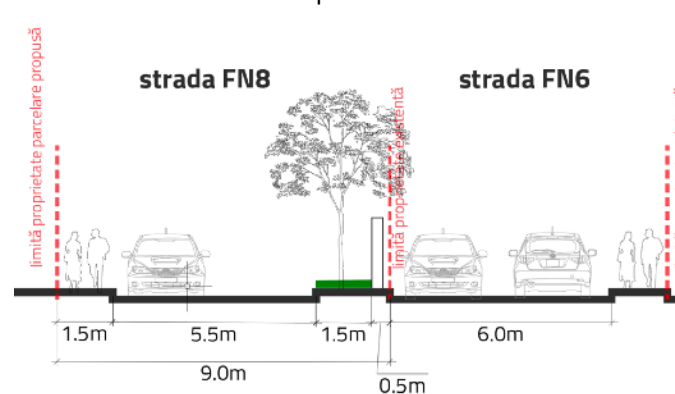 strada FN8
strada FN6
limită proprietate parcelare propusă
limită proprietate existentă
1.5m
5.5m
1.5m
6.0m
9.0m
0.5m